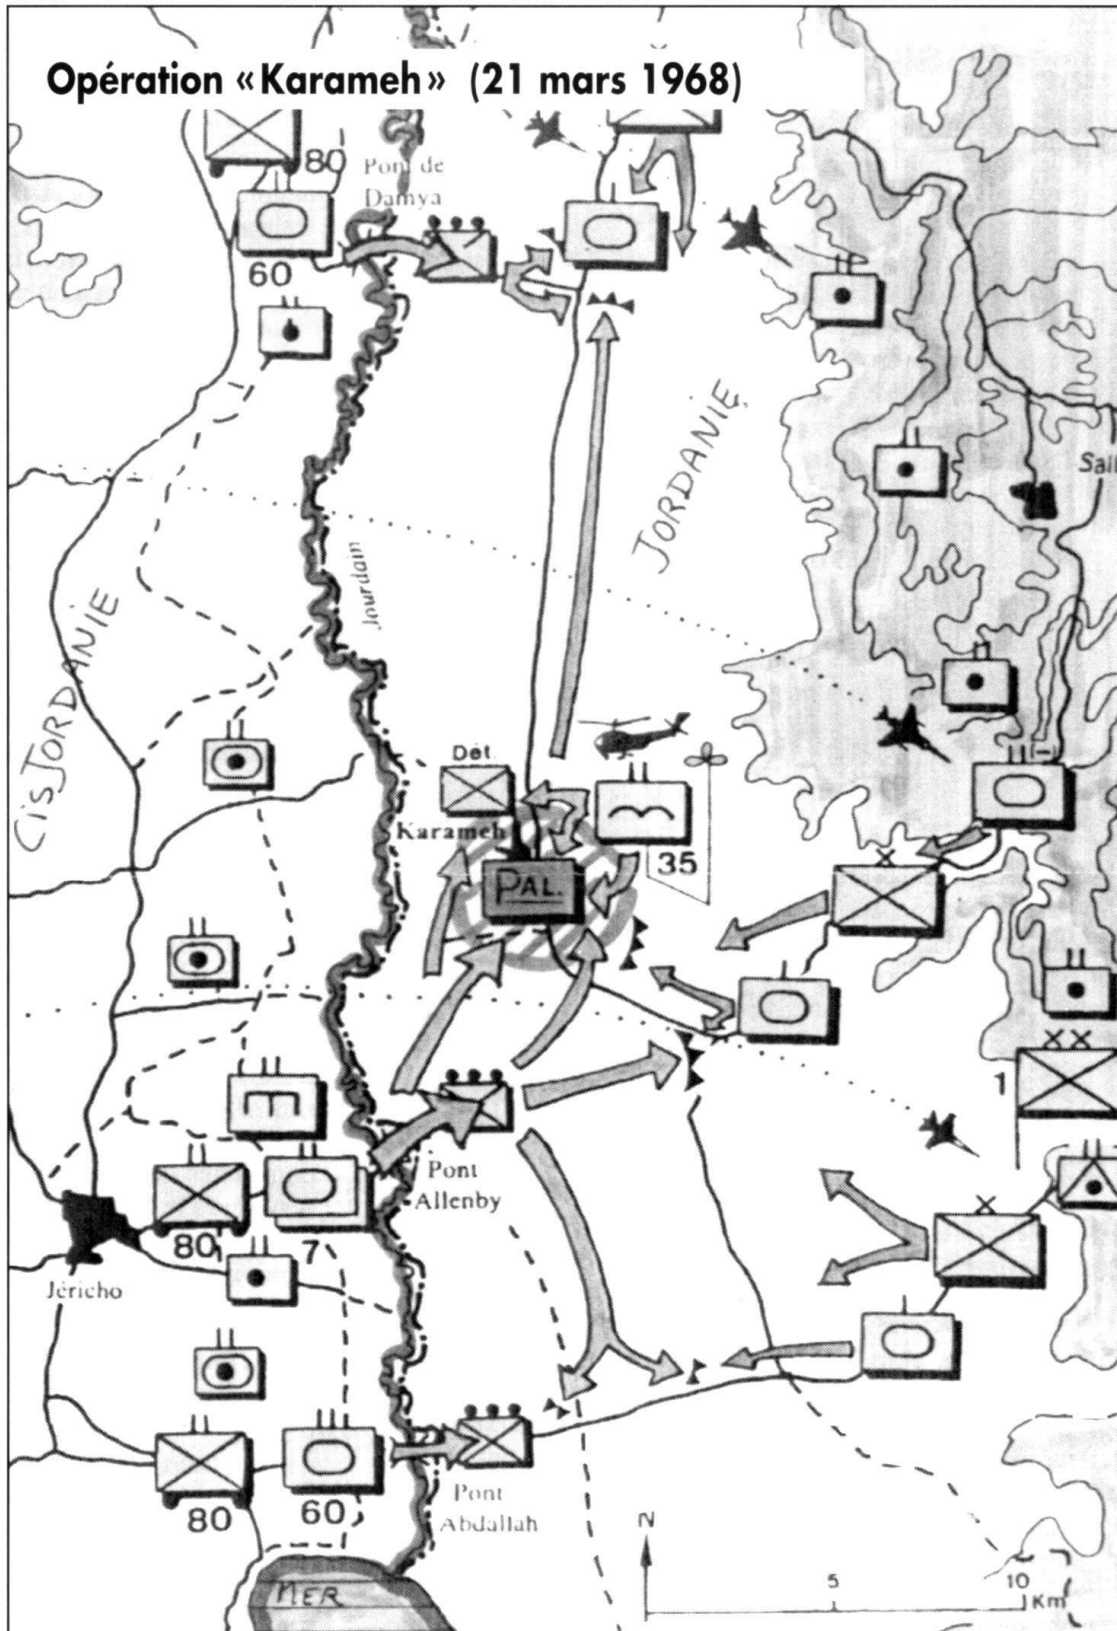 Opération «Karameh» (21 mars 1968)
80
Pont de
Damya
60
JORDANIE
Salt
Jourdain
CISJORDANIE
Dét.
Karameh
PAL.
35
1
Pont
Allenby
80
7
Jéricho
80
60
Pont
Abdallah
N
5
10
Km
MER